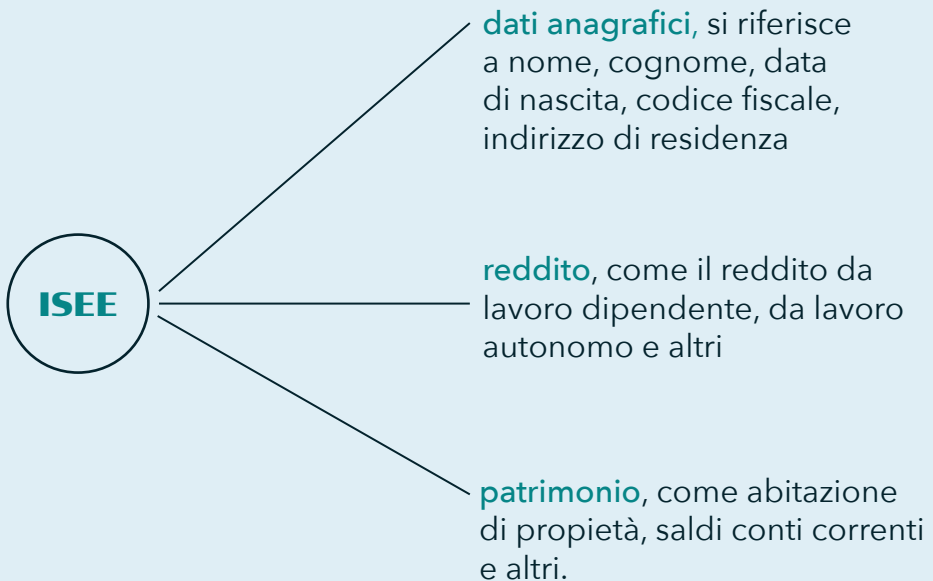 dati anagrafici, si riferisce
a nome, cognome, data
di nascita, codice fiscale,
indirizzo di residenza
ISEE
reddito, come il reddito da
lavoro dipendente, da lavoro
autonomo e altri
patrimonio, come abitazione
di propietà, saldi conti correnti
e altri.